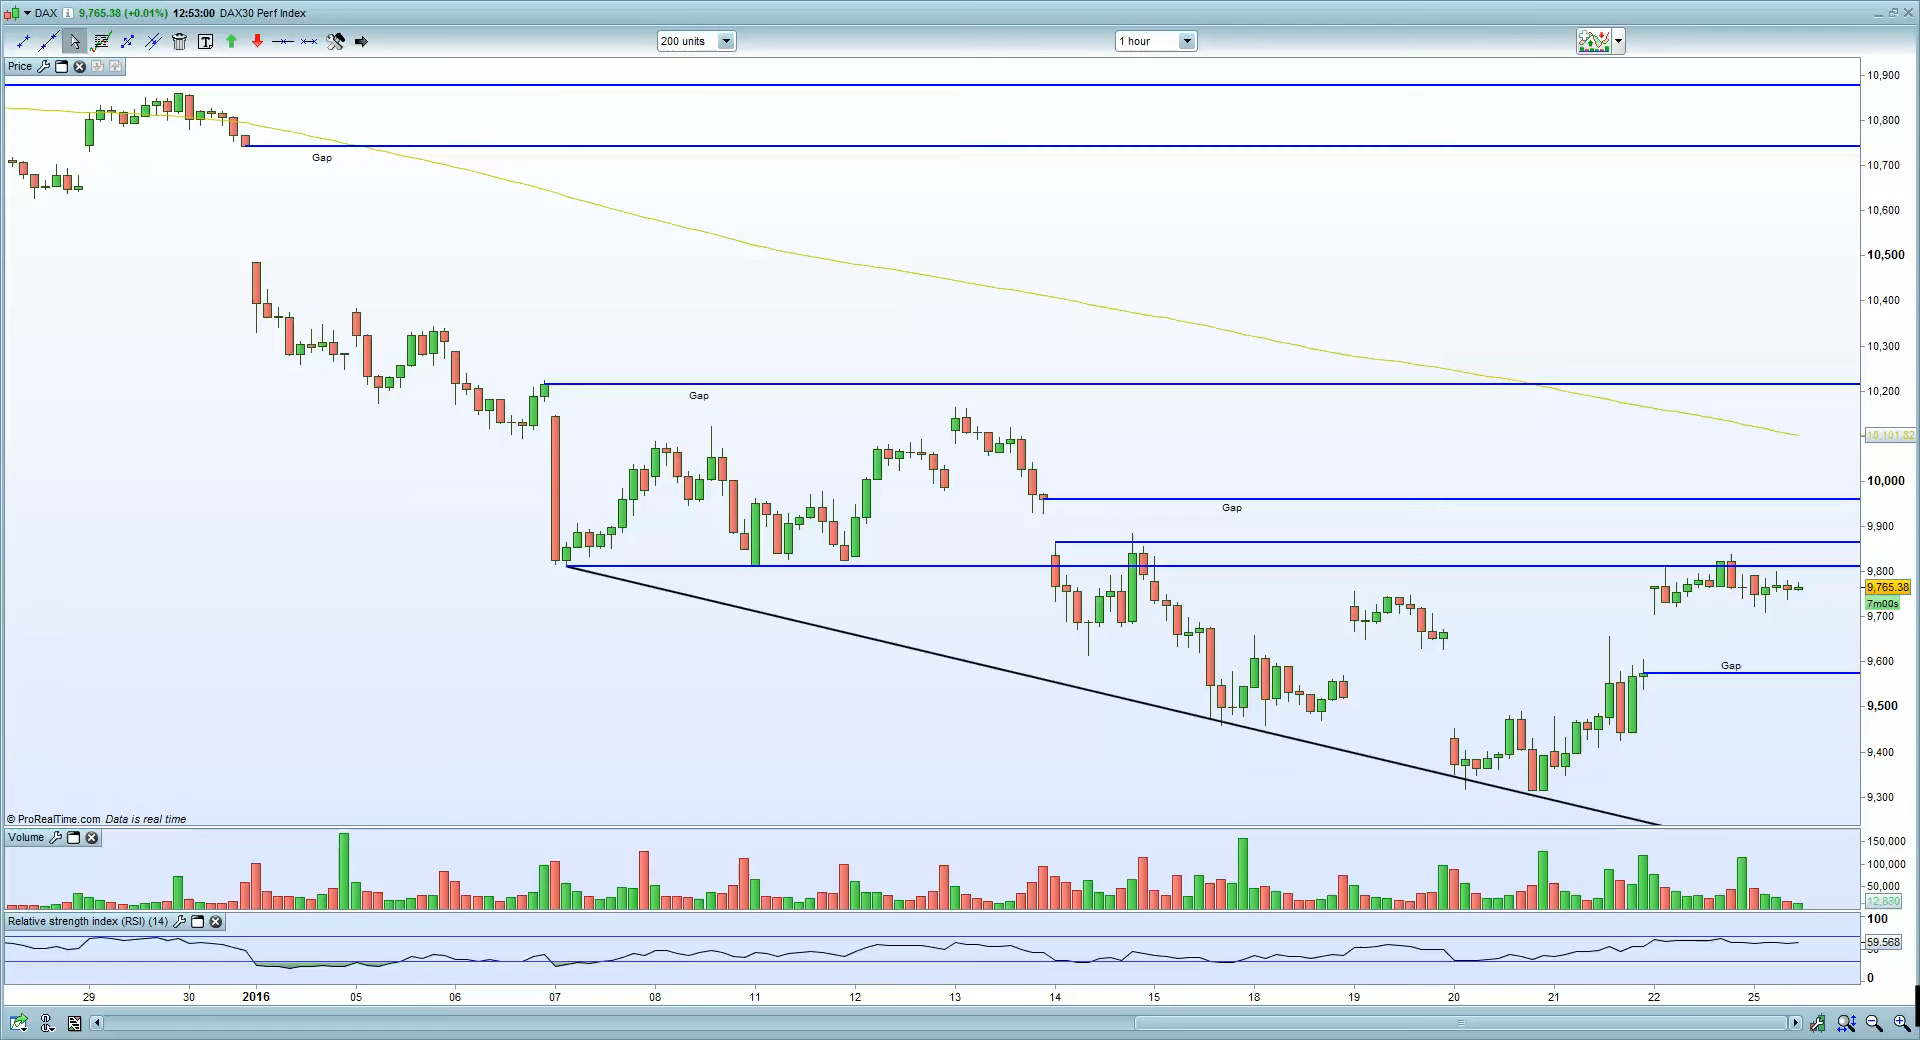 DAX 9,765.38 (+0.01%) 12:53:00 DAX30 Perf Index
200 units 1 hour
Price
10,900
10,800
Gap
10,700
10,600
10,500
10,400
10,300
Gap
10,200
10,101.82
10,000
Gap
9,900
9,800
9,765.38
7m00s
9,700
Gap
9,600
9,500
9,400
9,300
© ProRealTime.com Data is real time
Volume
150,000
100,000
50,000
12,880
Relative strength index (RSI) (14)
100
59.568
0
29 30 2016 05 06 07 08 11 12 13 14 15 18 19 20 21 22 25